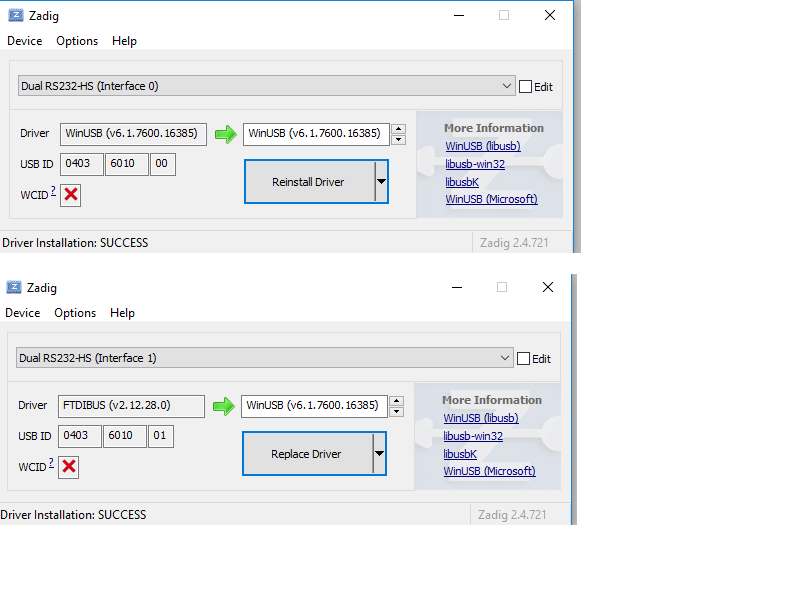 Zadig
Device Options Help
Dual RS232-HS (Interface 0) Edit
Driver WinUSB (v6.1.7600.16385) WinUSB (v6.1.7600.16385) More Information
WinUSB (libusb)
USB ID 0403 6010 00 libusb-win32
Reinstall Driver libusbK
WCID ? WinUSB (Microsoft)
Driver Installation: SUCCESS Zadig 2.4.721
Zadig
Device Options Help
Dual RS232-HS (Interface 1) Edit
Driver FTDIBUS (v2.12.28.0) WinUSB (v6.1.7600.16385) More Information
WinUSB (libusb)
USB ID 0403 6010 01 libusb-win32
Replace Driver libusbK
WCID ? WinUSB (Microsoft)
Driver Installation: SUCCESS Zadig 2.4.721